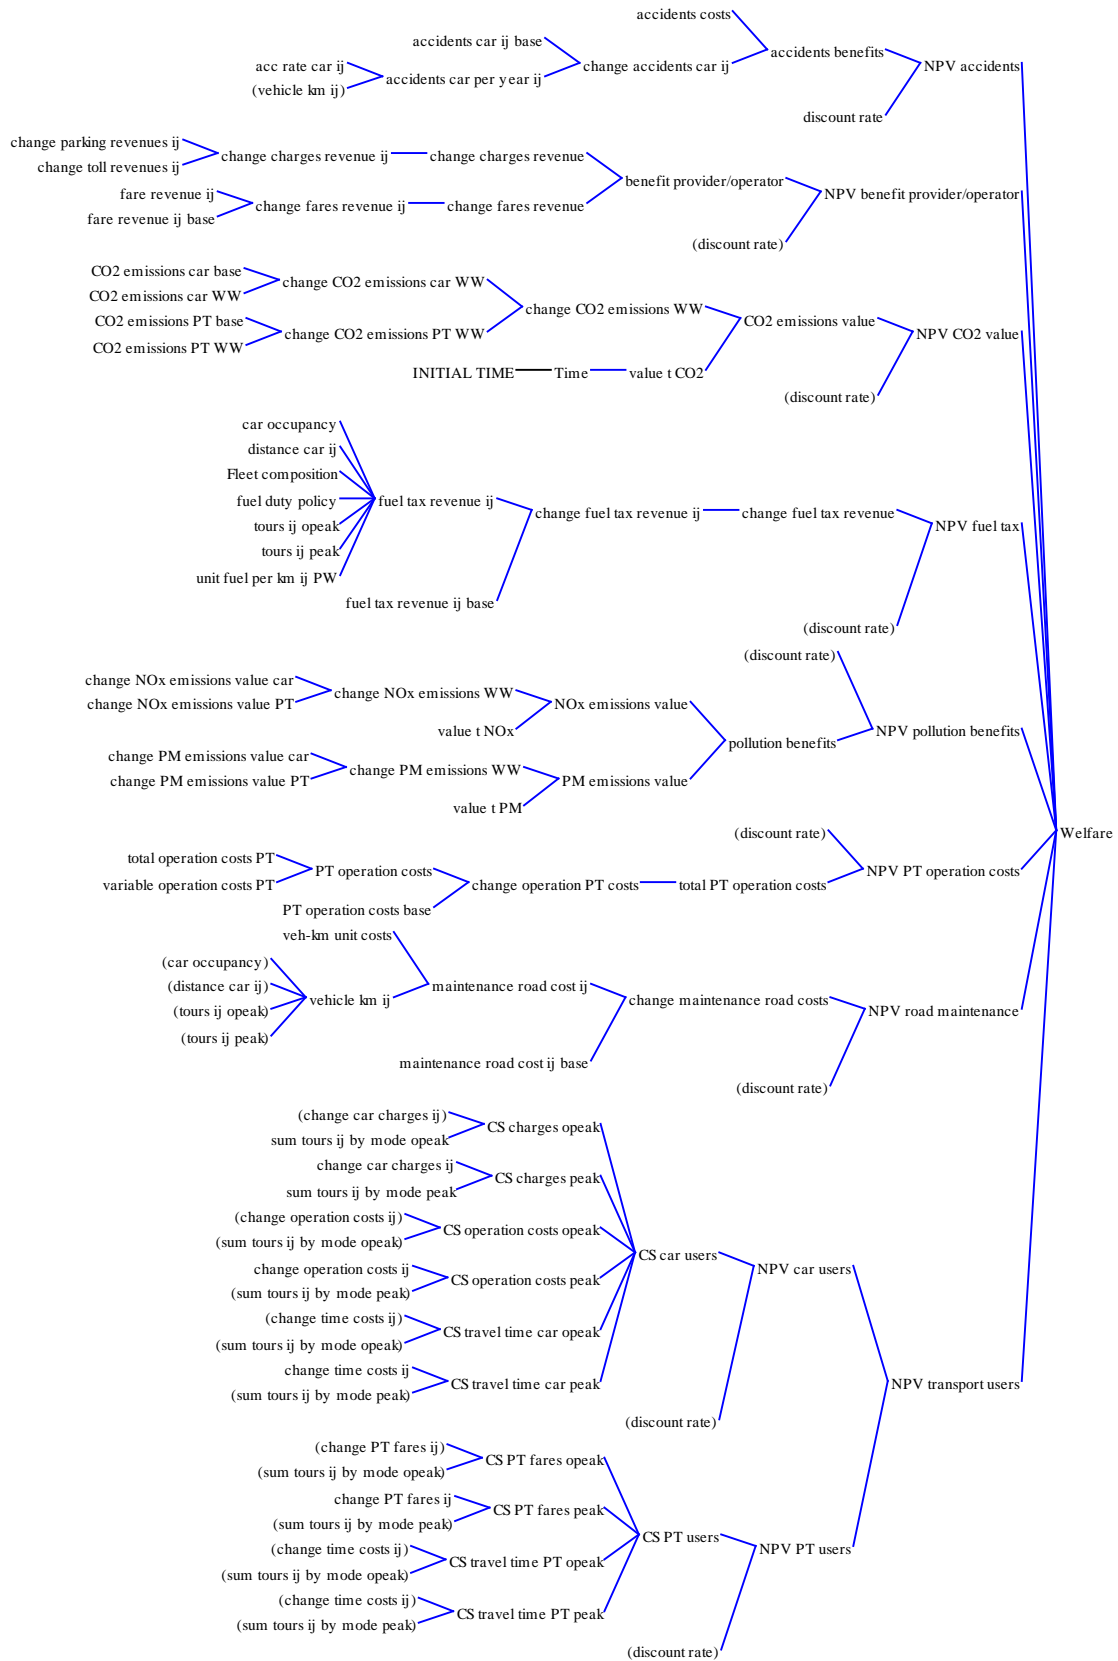 accidents costs
accidents car ij base
accidents benefits
acc rate car ij
change accidents car ij
NPV accidents
accidents car per year ij
(vehicle km ij)
discount rate
change parking revenues ij
change charges revenue ij
change charges revenue
change toll revenues ij
benefit provider/operator
fare revenue ij
NPV benefit provider/operator
change fares revenue ij
change fares revenue
fare revenue ij base
(discount rate)
CO2 emissions car base
change CO2 emissions car WW
CO2 emissions car WW
change CO2 emissions WW
CO2 emissions PT base
CO2 emissions value
change CO2 emissions PT WW
NPV CO2 value
CO2 emissions PT WW
INITIAL TIME
Time
value t CO2
(discount rate)
car occupancy
distance car ij
Fleet composition
fuel duty policy
fuel tax revenue ij
change fuel tax revenue ij
change fuel tax revenue
tours ij opeak
NPV fuel tax
tours ij peak
unit fuel per km ij PW
fuel tax revenue ij base
(discount rate)
(discount rate)
change NOx emissions value car
change NOx emissions WW
change NOx emissions value PT
NOx emissions value
value t NOx
NPV pollution benefits
pollution benefits
change PM emissions value car
change PM emissions WW
change PM emissions value PT
PM emissions value
value t PM
Welfare
(discount rate)
total operation costs PT
PT operation costs
NPV PT operation costs
variable operation costs PT
change operation PT costs
total PT operation costs
PT operation costs base
veh-km unit costs
(car occupancy)
(distance car ij)
maintenance road cost ij
vehicle km ij
change maintenance road costs
(tours ij opeak)
NPV road maintenance
(tours ij peak)
maintenance road cost ij base
(discount rate)
(change car charges ij)
CS charges opeak
sum tours ij by mode opeak
change car charges ij
CS charges peak
sum tours ij by mode peak
(change operation costs ij)
CS operation costs opeak
(sum tours ij by mode opeak)
CS car users
change operation costs ij
NPV car users
CS operation costs peak
(sum tours ij by mode peak)
(change time costs ij)
CS travel time car opeak
(sum tours ij by mode opeak)
change time costs ij
CS travel time car peak
NPV transport users
(sum tours ij by mode peak)
(discount rate)
(change PT fares ij)
CS PT fares opeak
(sum tours ij by mode opeak)
change PT fares ij
CS PT fares peak
(sum tours ij by mode peak)
CS PT users
(change time costs ij)
NPV PT users
CS travel time PT opeak
(sum tours ij by mode opeak)
(change time costs ij)
CS travel time PT peak
(sum tours ij by mode peak)
(discount rate)